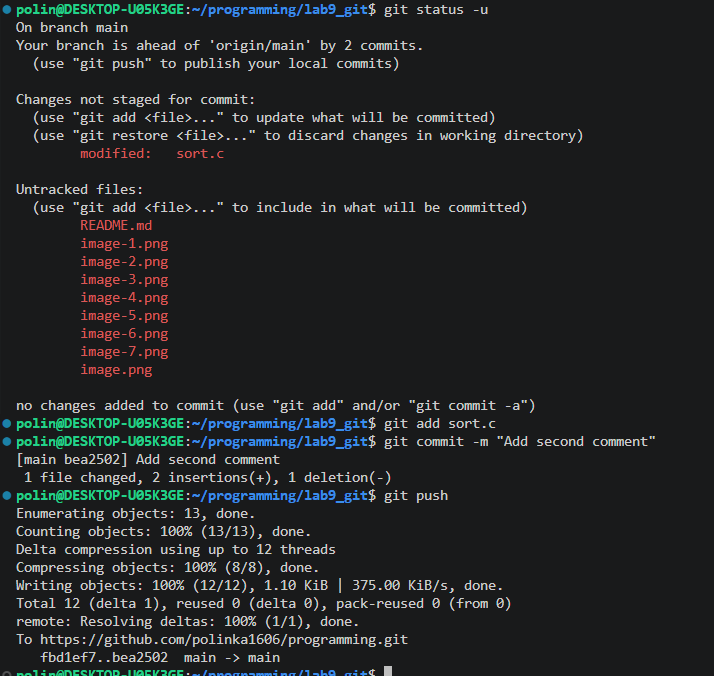 polin@DESKTOP-U05K3GE:~/programming/lab9_git$ git status -u
On branch main
Your branch is ahead of 'origin/main' by 2 commits.
  (use "git push" to publish your local commits)

Changes not staged for commit:
  (use "git add <file>..." to update what will be committed)
  (use "git restore <file>..." to discard changes in working directory)
        modified:   sort.c

Untracked files:
  (use "git add <file>..." to include in what will be committed)
        README.md
        image-1.png
        image-2.png
        image-3.png
        image-4.png
        image-5.png
        image-6.png
        image-7.png
        image.png

no changes added to commit (use "git add" and/or "git commit -a")
polin@DESKTOP-U05K3GE:~/programming/lab9_git$ git add sort.c
polin@DESKTOP-U05K3GE:~/programming/lab9_git$ git commit -m "Add second comment"
[main bea2502] Add second comment
 1 file changed, 2 insertions(+), 1 deletion(-)
polin@DESKTOP-U05K3GE:~/programming/lab9_git$ git push
Enumerating objects: 13, done.
Counting objects: 100% (13/13), done.
Delta compression using up to 12 threads
Compressing objects: 100% (8/8), done.
Writing objects: 100% (12/12), 1.10 KiB | 375.00 KiB/s, done.
Total 12 (delta 1), reused 0 (delta 0), pack-reused 0 (from 0)
remote: Resolving deltas: 100% (1/1), done.
To https://github.com/polinka1606/programming.git
   fbd1ef7..bea2502  main -> main
polin@DESKTOP-U05K3GE:~/programming/lab9_git$